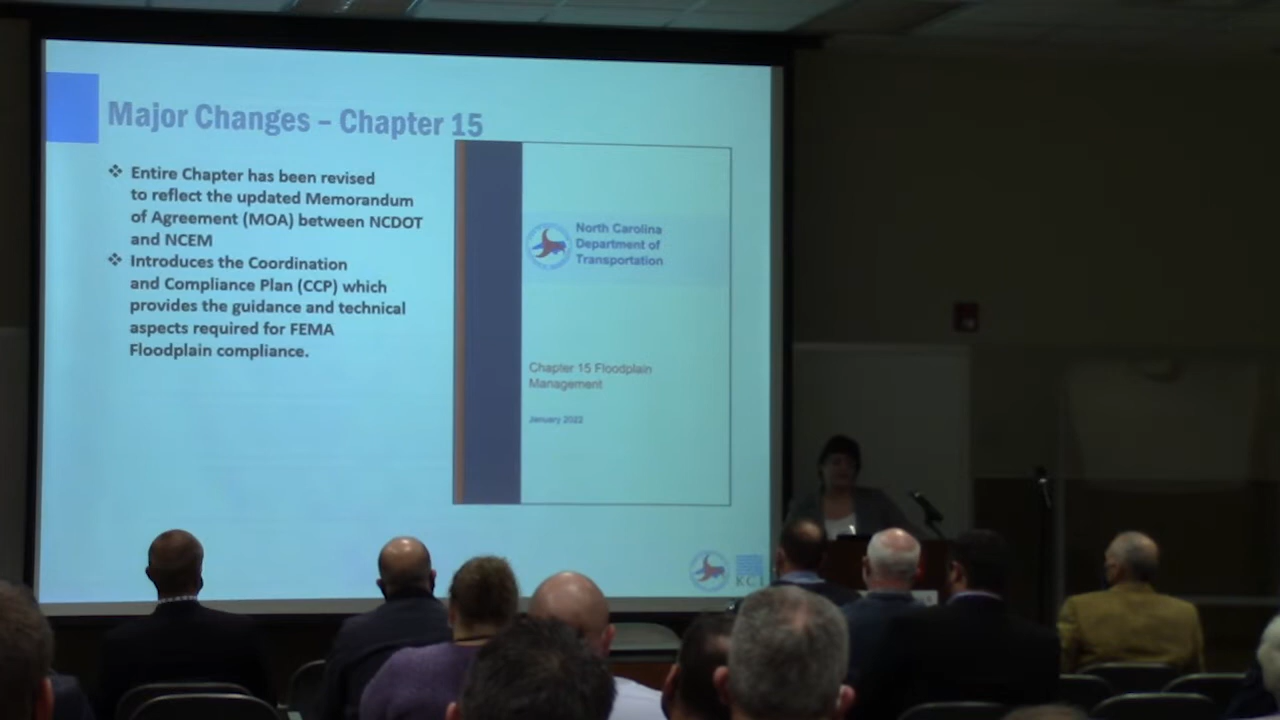 Major Changes – Chapter 15
❖ Entire Chapter has been revised
to reflect the updated Memorandum
of Agreement (MOA) between NCDOT
and NCEM
❖ Introduces the Coordination
and Compliance Plan (CCP) which
provides the guidance and technical
aspects required for FEMA
Floodplain compliance.
North Carolina
Department of
Transportation
Chapter 15 Floodplain
Management
January 2022
KCI